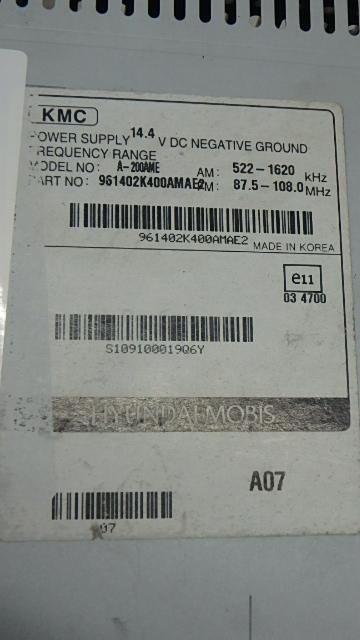 KMC
POWER SUPPLY 14.4 V DC NEGATIVE GROUND
FREQUENCY RANGE
MODEL NO: A-200AME AM: 522-1620 kHz
PART NO: 961402K400AMAE2 FM: 87.5-108.0 MHz
961402K400AMAE2
MADE IN KOREA
e11
03 4700
S10910001906Y
HYUNDAI MOBIS
A07
07